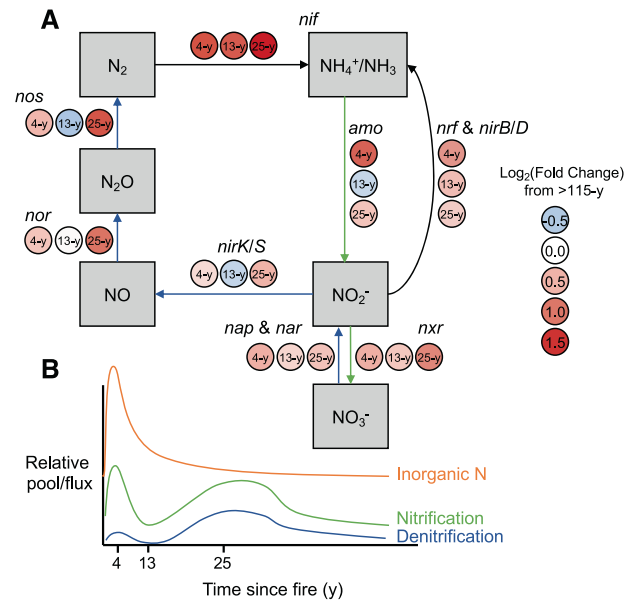 A
nif
4-y 13-y 25-y
N₂
NH₄⁺/NH₃
nos
4-y 13-y 25-y
amo
4-y
13-y
25-y
nrf & nirB/D
4-y
13-y
25-y
N₂O
nor
4-y 13-y 25-y
nirK/S
4-y 13-y 25-y
NO
NO₂⁻
nap & nar
4-y 13-y 25-y
nxr
4-y 13-y 25-y
NO₃⁻
Log₂(Fold Change)
from >115-y
-0.5
0.0
0.5
1.0
1.5
B
Relative
pool/flux
Inorganic N
Nitrification
Denitrification
4 13 25
Time since fire (y)